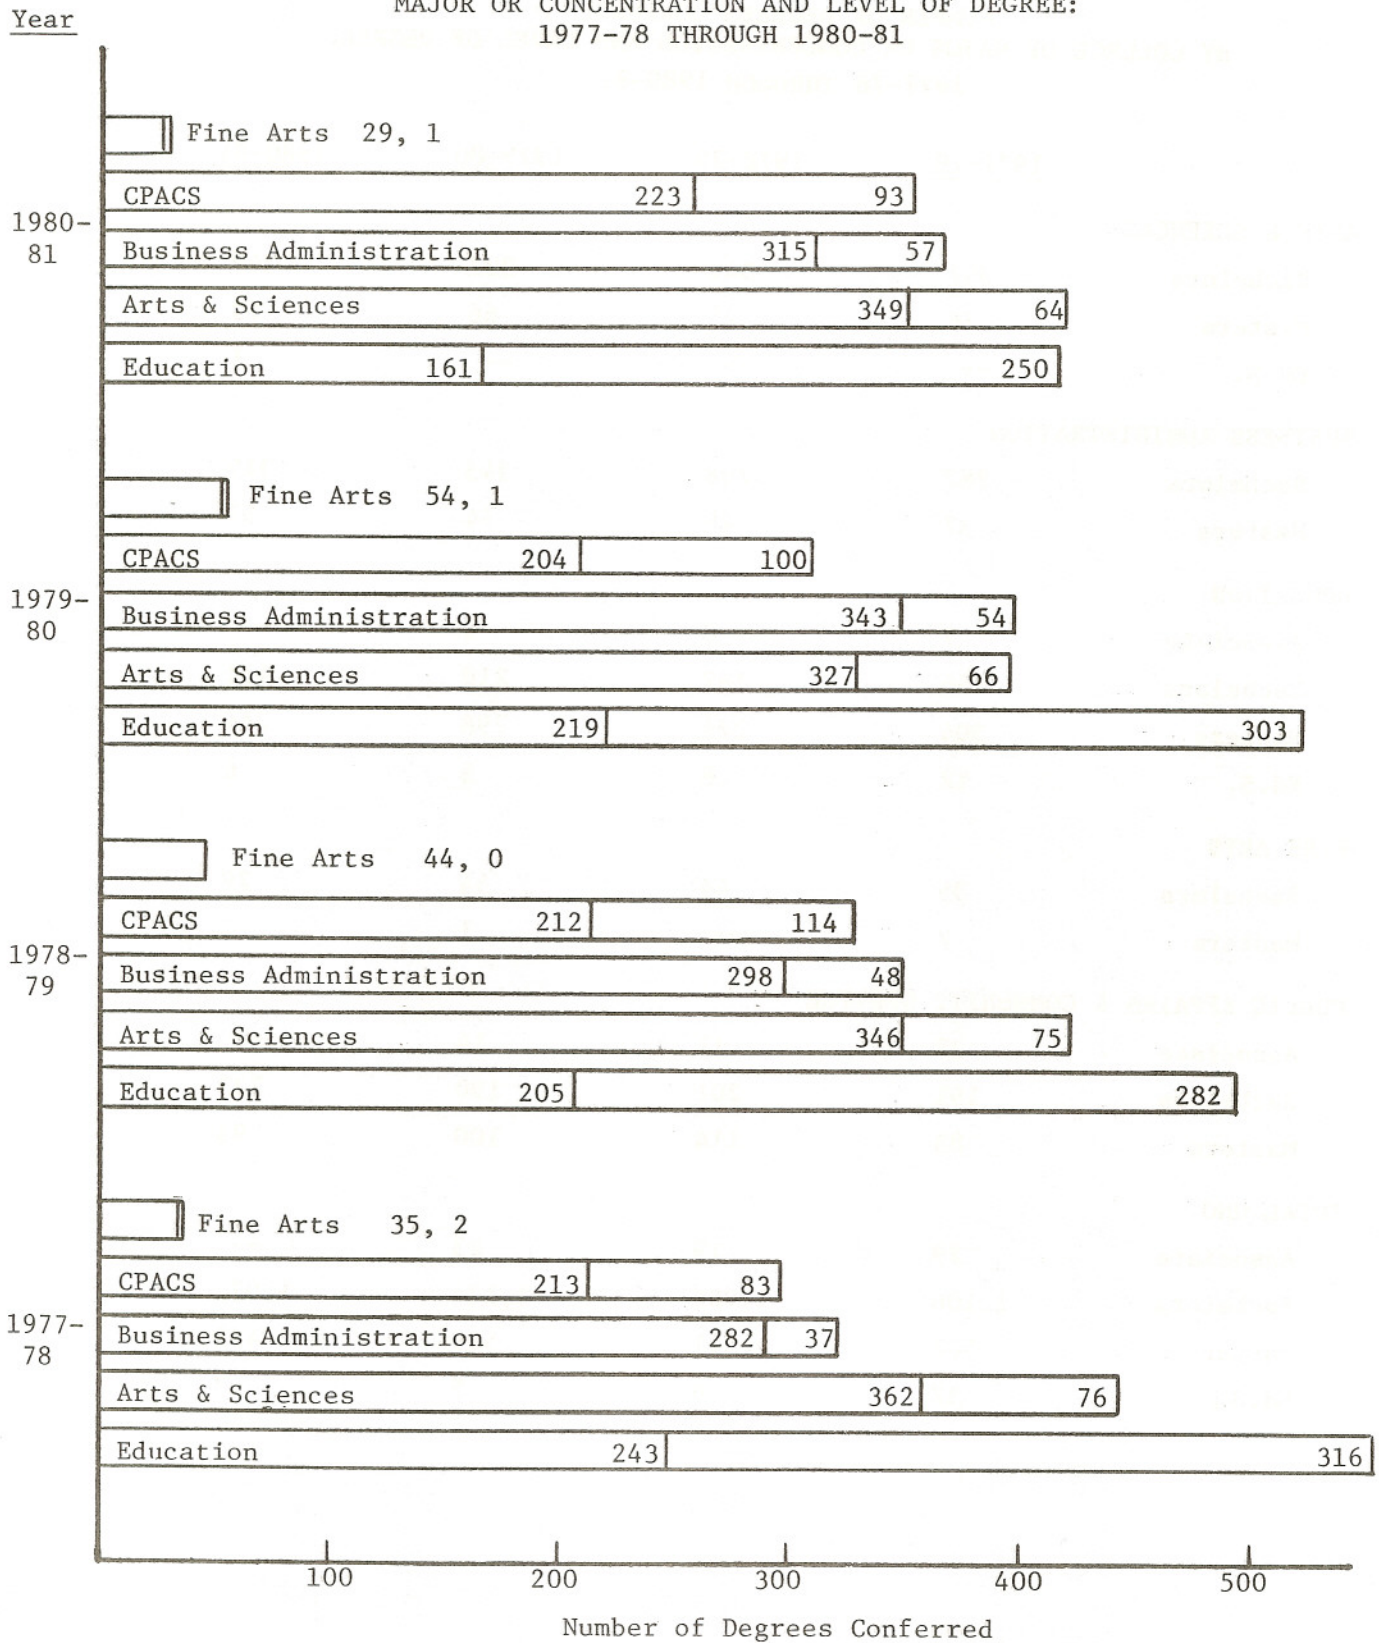 Year
MAJOR OR CONCENTRATION AND LEVEL OF DEGREE:
1977-78 THROUGH 1980-81
Fine Arts 29, 1
CPACS 223 93
1980-
81
Business Administration 315 57
Arts & Sciences 349 64
Education 161 250
Fine Arts 54, 1
CPACS 204 100
1979-
80
Business Administration 343 54
Arts & Sciences 327 66
Education 219 303
Fine Arts 44, 0
CPACS 212 114
1978-
79
Business Administration 298 48
Arts & Sciences 346 75
Education 205 282
Fine Arts 35, 2
CPACS 213 83
1977-
78
Business Administration 282 37
Arts & Sciences 362 76
Education 243 316
100 200 300 400 500
Number of Degrees Conferred